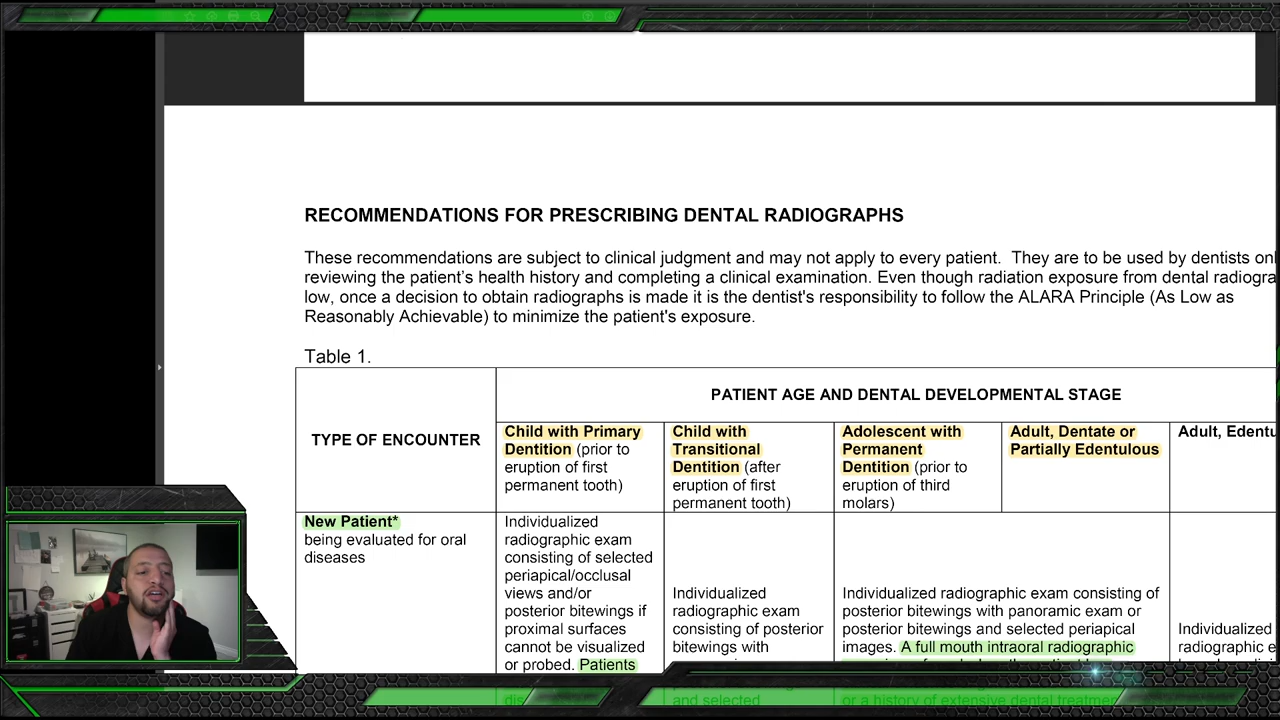 RECOMMENDATIONS FOR PRESCRIBING DENTAL RADIOGRAPHS
These recommendations are subject to clinical judgment and may not apply to every patient. They are to be used by dentists onl
reviewing the patient’s health history and completing a clinical examination. Even though radiation exposure from dental radiogra
low, once a decision to obtain radiographs is made it is the dentist's responsibility to follow the ALARA Principle (As Low as
Reasonably Achievable) to minimize the patient's exposure.
Table 1.
TYPE OF ENCOUNTER
PATIENT AGE AND DENTAL DEVELOPMENTAL STAGE
Child with Primary
Dentition (prior to
eruption of first
permanent tooth)
Child with
Transitional
Dentition (after
eruption of first
permanent tooth)
Adolescent with
Permanent
Dentition (prior to
eruption of third
molars)
Adult, Dentate or
Partially Edentulous
Adult, Edentu
New Patient*
being evaluated for oral
diseases
Individualized
radiographic exam
consisting of selected
periapical/occlusal
views and/or
posterior bitewings if
proximal surfaces
cannot be visualized
or probed. Patients
Individualized
radiographic exam
consisting of posterior
bitewings with
and selected
Individualized radiographic exam consisting of
posterior bitewings with panoramic exam or
posterior bitewings and selected periapical
images. A full mouth intraoral radiographic
or a history of extensive dental treatment
Individualized
radiographic e